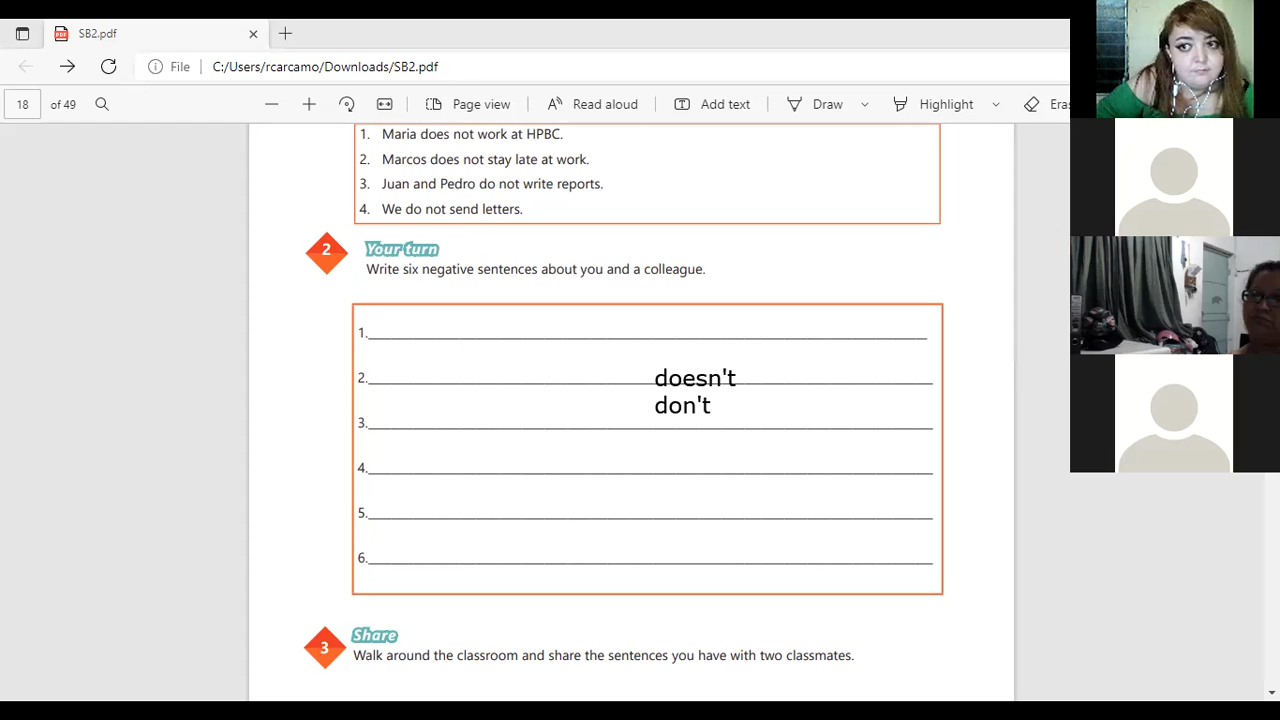 SB2.pdf
File C:/Users/rcarcamo/Downloads/SB2.pdf
18 of 49 Page view Read aloud Add text Draw Highlight Eras
1. Maria does not work at HPBC.
2. Marcos does not stay late at work.
3. Juan and Pedro do not write reports.
4. We do not send letters.
2 Your turn
Write six negative sentences about you and a colleague.
1.
2. doesn't
don't
3.
4.
5.
6.
3 Share
Walk around the classroom and share the sentences you have with two classmates.